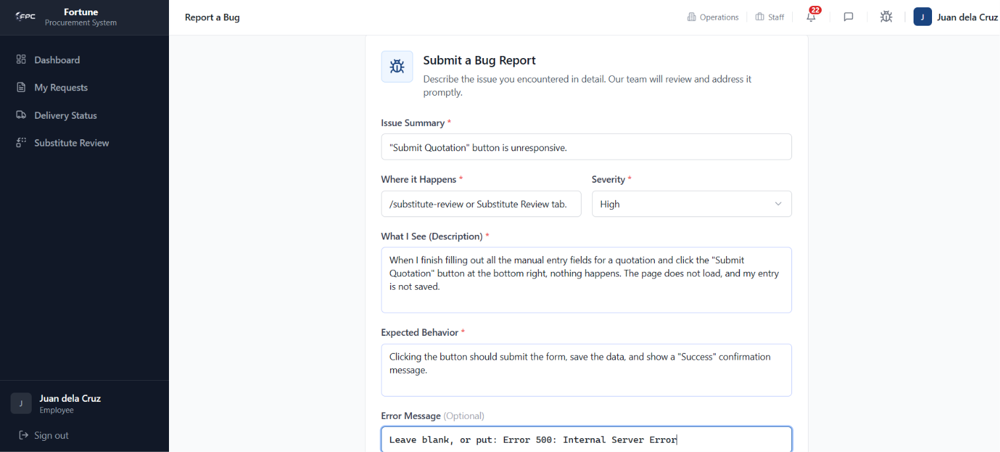 FPC
Fortune
Procurement System
Report a Bug
Operations
Staff
22
J
Juan dela Cruz
Dashboard
My Requests
Delivery Status
Substitute Review
Submit a Bug Report
Describe the issue you encountered in detail. Our team will review and address it
promptly.
Issue Summary *
"Submit Quotation" button is unresponsive.
Where it Happens *
Severity *
/substitute-review or Substitute Review tab.
High
What I See (Description) *
When I finish filling out all the manual entry fields for a quotation and click the "Submit
Quotation" button at the bottom right, nothing happens. The page does not load, and my entry
is not saved.
Expected Behavior *
Clicking the button should submit the form, save the data, and show a "Success" confirmation
message.
Error Message (Optional)
Leave blank, or put: Error 500: Internal Server Error
J
Juan dela Cruz
Employee
Sign out